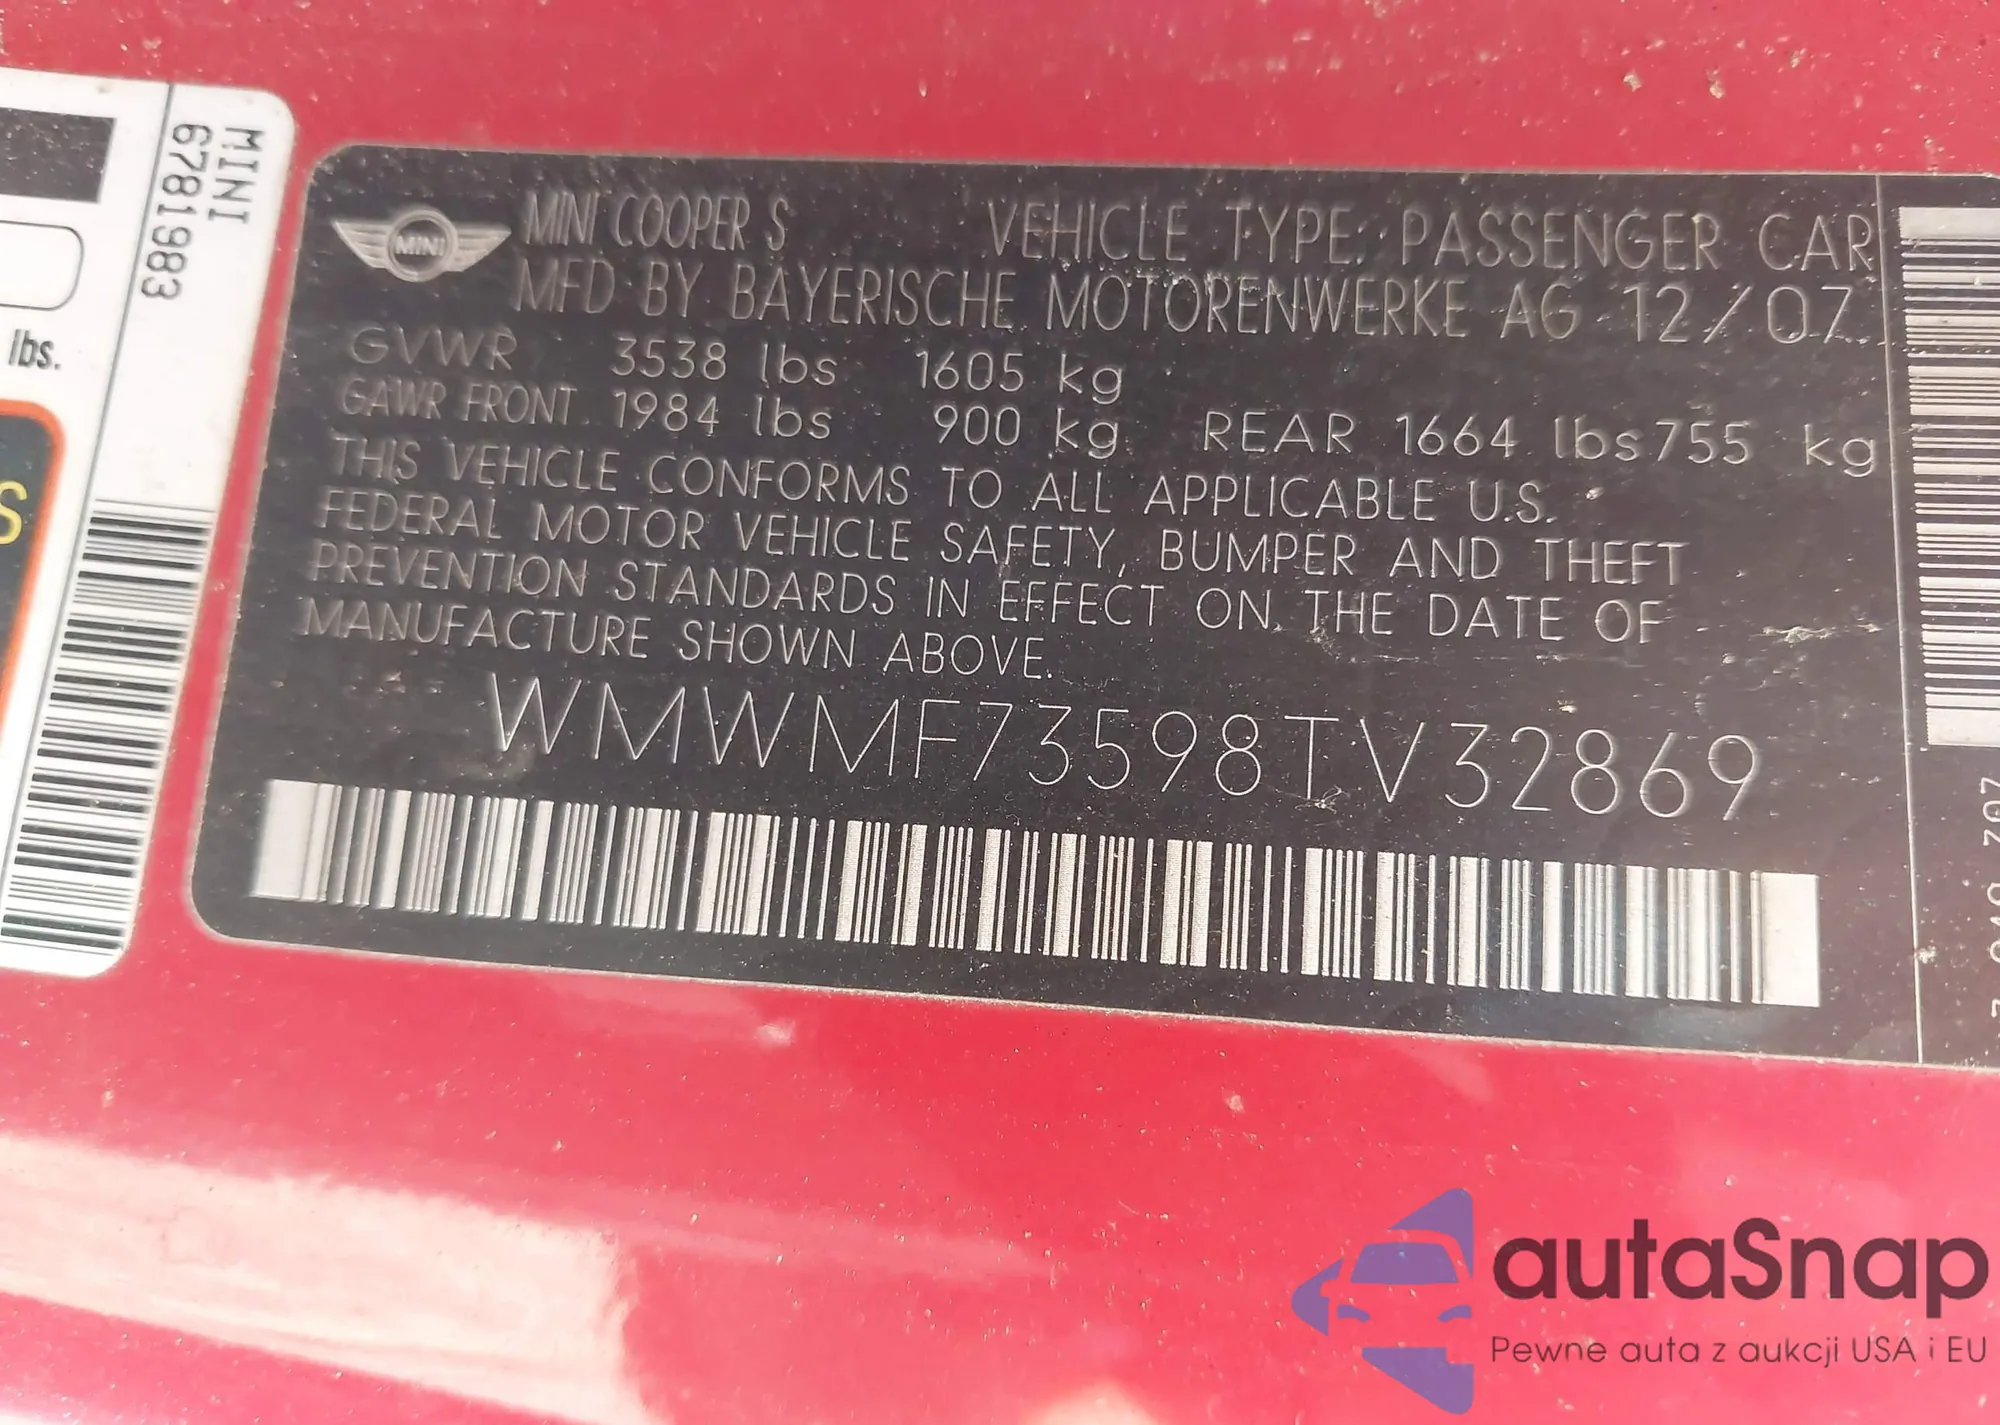 MINI
6781983
lbs.
S
MINI
MINI COOPER S VEHICLE TYPE: PASSENGER CAR
MFD BY BAYERISCHE MOTORENWERKE AG 12/07
GVWR 3538 lbs 1605 kg
GAWR FRONT 1984 lbs 900 kg REAR 1664 lbs 755 kg
THIS VEHICLE CONFORMS TO ALL APPLICABLE U.S.
FEDERAL MOTOR VEHICLE SAFETY, BUMPER AND THEFT
PREVENTION STANDARDS IN EFFECT ON THE DATE OF
MANUFACTURE SHOWN ABOVE.
WMWMF73598TV32869
autaSnap
Pewne auta z aukcji USA i EU